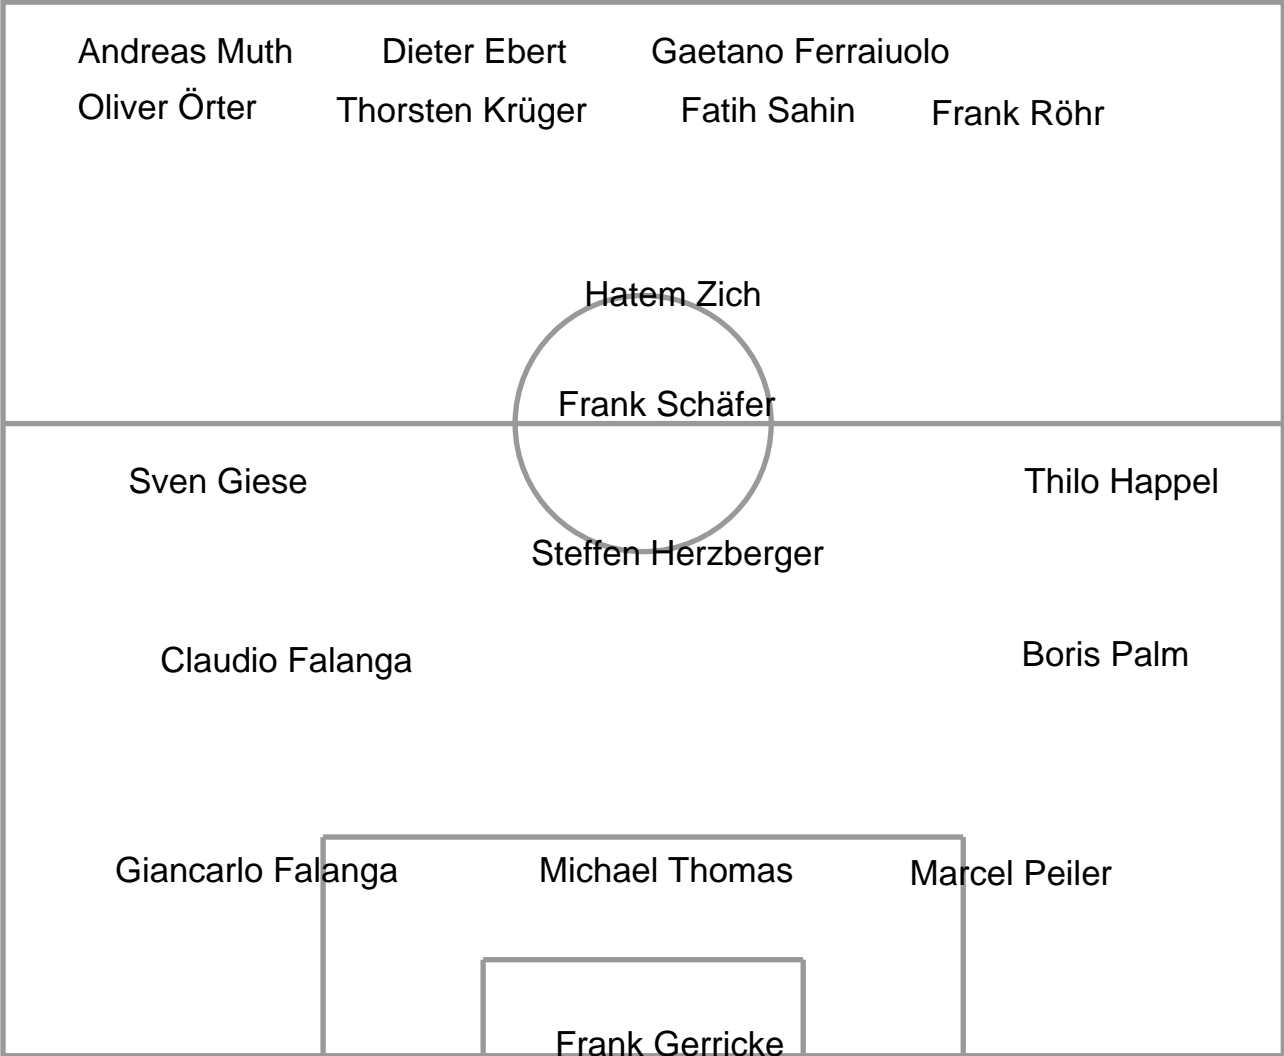 Andreas Muth Dieter Ebert Gaetano Ferraiuolo
Oliver Örter Thorsten Krüger Fatih Sahin Frank Röhr
Hatem Zich
Frank Schäfer
Sven Giese Thilo Happel
Steffen Herzberger
Claudio Falanga Boris Palm
Giancarlo Falanga Michael Thomas Marcel Peiler
Frank Gerricke